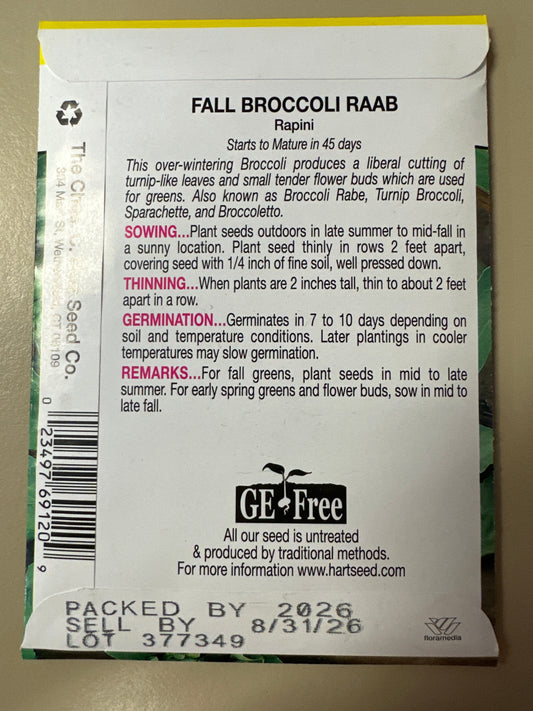 FALL BROCCOLI RAAB
Rapini
Starts to Mature in 45 days
This over-wintering Broccoli produces a liberal cutting of
turnip-like leaves and small tender flower buds which are used
for greens. Also known as Broccoli Rabe, Turnip Broccoli,
Sparachette, and Broccoletto.
SOWING...Plant seeds outdoors in late summer to mid-fall in
a sunny location. Plant seed thinly in rows 2 feet apart,
covering seed with 1/4 inch of fine soil, well pressed down.
THINNING...When plants are 2 inches tall, thin to about 2 feet
apart in a row.
GERMINATION...Germinates in 7 to 10 days depending on
soil and temperature conditions. Later plantings in cooler
temperatures may slow germination.
REMARKS...For fall greens, plant seeds in mid to late
summer. For early spring greens and flower buds, sow in mid to
late fall.
GE Free
All our seed is untreated
& produced by traditional methods.
For more information www.hartseed.com
The Seed Co.
0 23497 69120 9
PACKED BY 2026
SELL BY 8/31/26
LOT 377349
floramedia